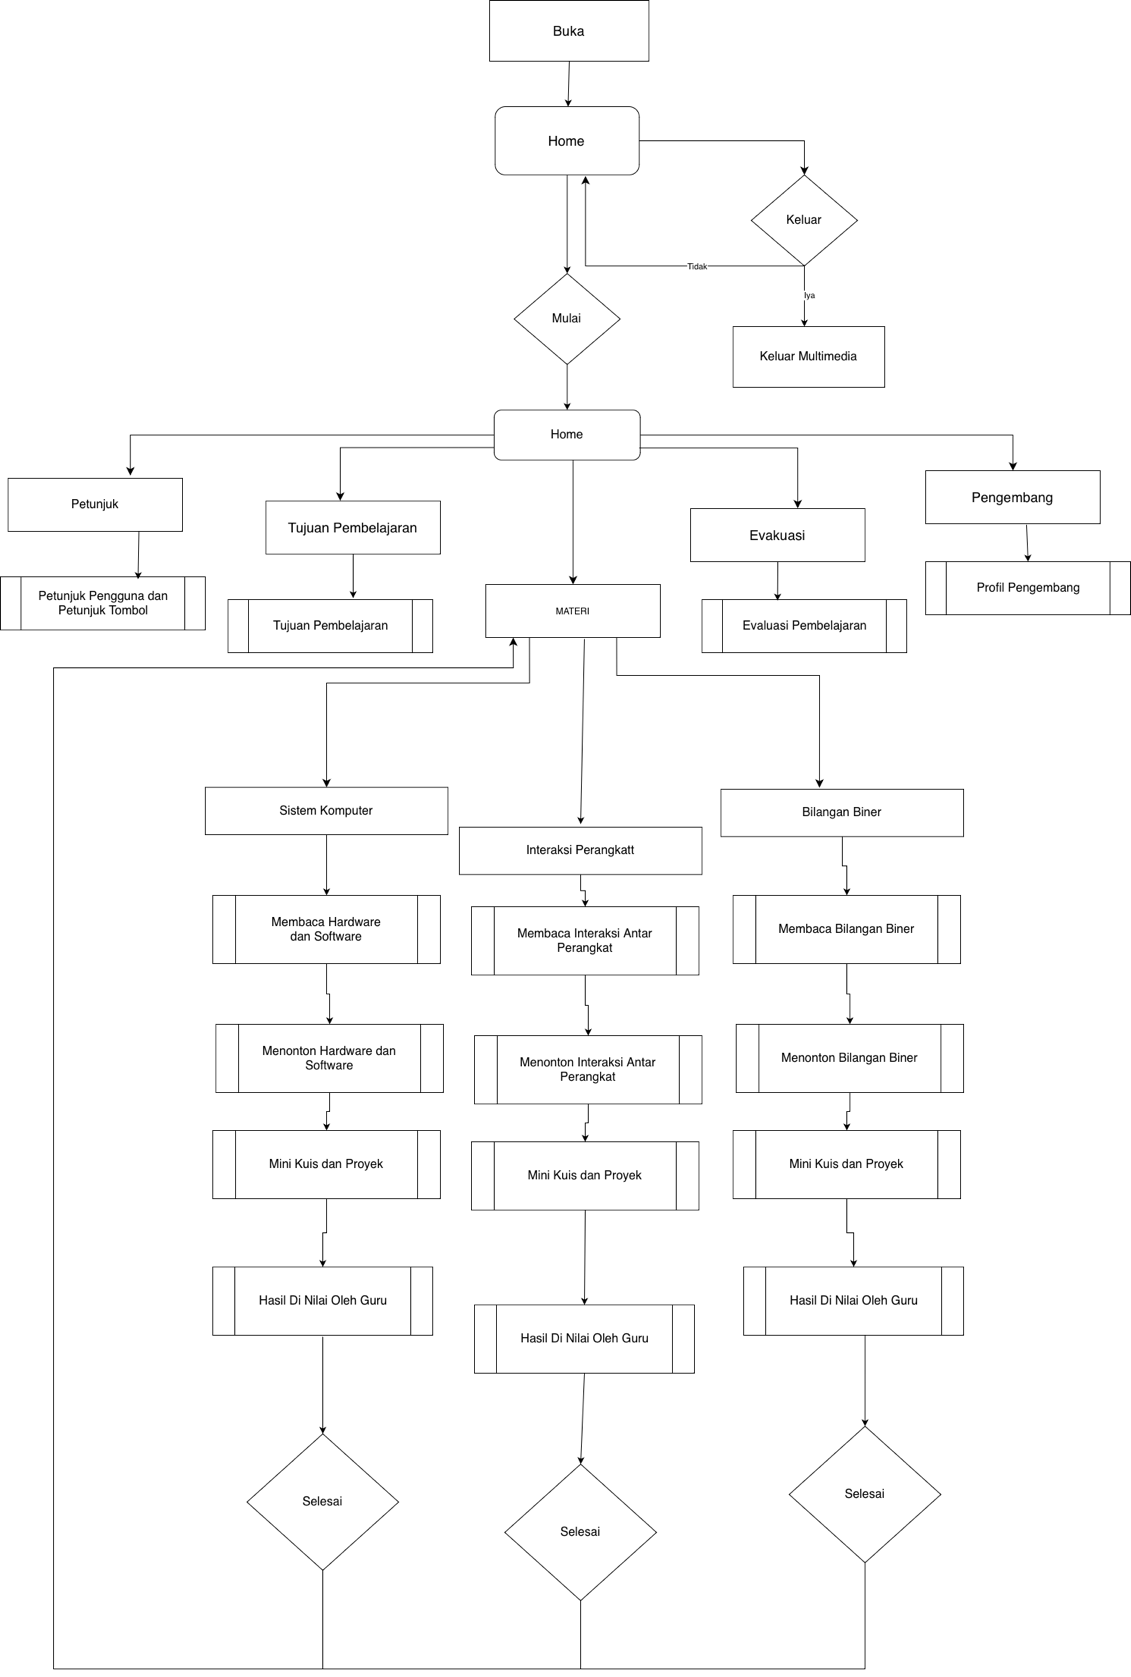 Buka
Home
Keluar
Tidak
Iya
Mulai
Keluar Multimedia
Home
Petunjuk
Tujuan Pembelajaran
Evakuasi
Pengembang
Petunjuk Pengguna dan
Petunjuk Tombol
Tujuan Pembelajaran
MATERI
Evaluasi Pembelajaran
Profil Pengembang
Sistem Komputer
Interaksi Perangkatt
Bilangan Biner
Membaca Hardware
dan Software
Membaca Interaksi Antar
Perangkat
Membaca Bilangan Biner
Menonton Hardware dan
Software
Menonton Interaksi Antar
Perangkat
Menonton Bilangan Biner
Mini Kuis dan Proyek
Mini Kuis dan Proyek
Mini Kuis dan Proyek
Hasil Di Nilai Oleh Guru
Hasil Di Nilai Oleh Guru
Hasil Di Nilai Oleh Guru
Selesai
Selesai
Selesai